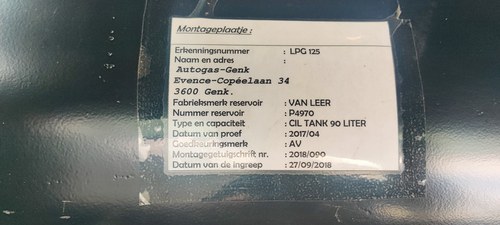 Montageplaatje :
Erkenningsnummer : LPG 125
Naam en adres :
Autogas-Genk
Evence-Copéelaan 34
3600 Genk.
Fabrieksmerk reservoir : VAN LEER
Nummer reservoir : P4970
Type en capaciteit : CIL TANK 90 LITER
Datum van proef : 2017/04
Goedkeuringsmerk : AV
Montagegetuigschrift nr. : 2018/090
Datum van de ingreep : 27/09/2018